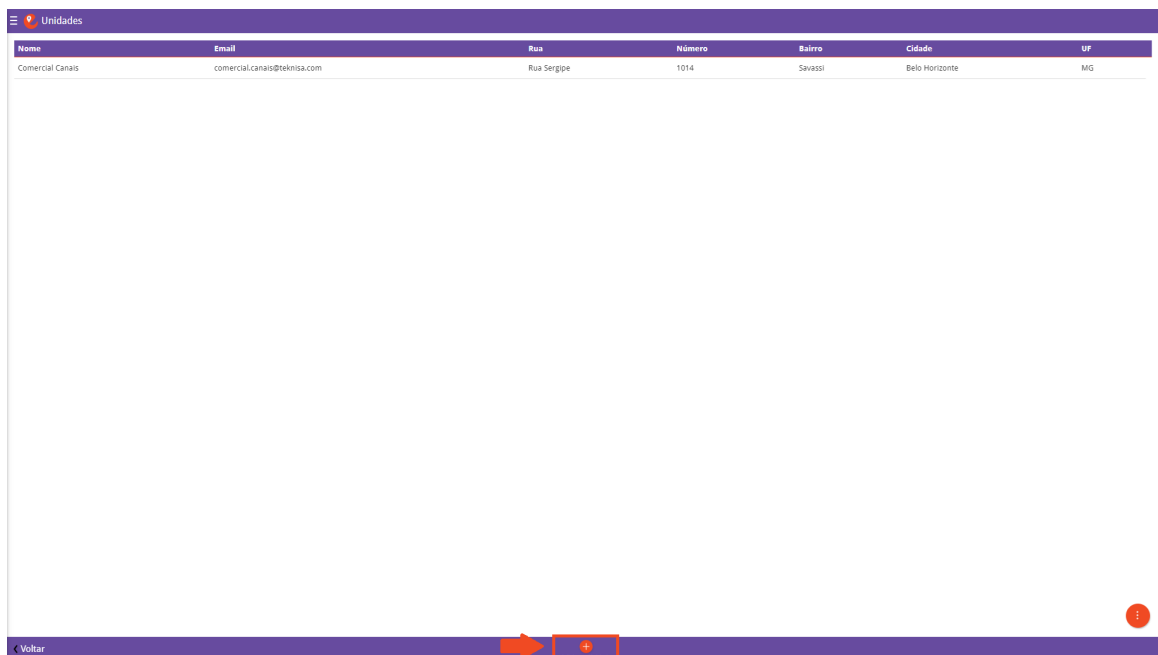 Unidades
Nome Email Rua Número Bairro Cidade UF
Comercial Canais comercial.canais@teknisa.com Rua Sergipe 1014 Savassi Belo Horizonte MG
Voltar